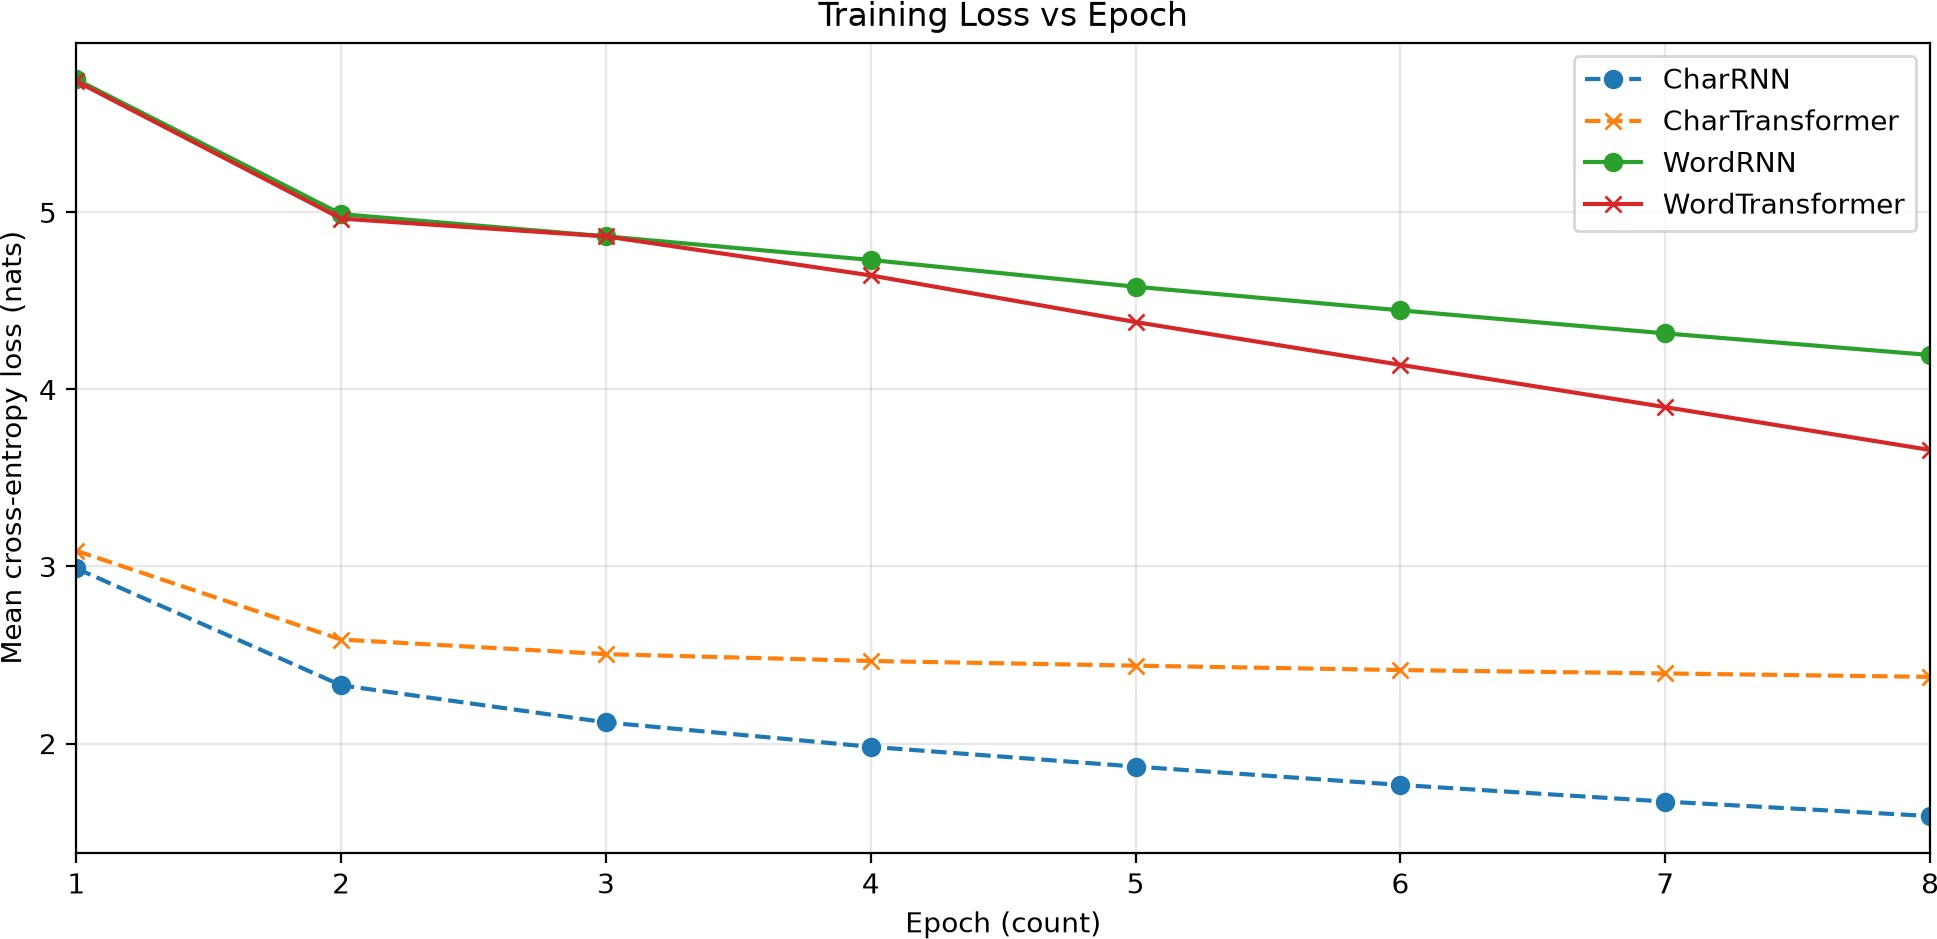 Training Loss vs Epoch
CharRNN
CharTransformer
WordRNN
WordTransformer
Mean cross-entropy loss (nats)
5
4
3
2
1 2 3 4 5 6 7 8
Epoch (count)